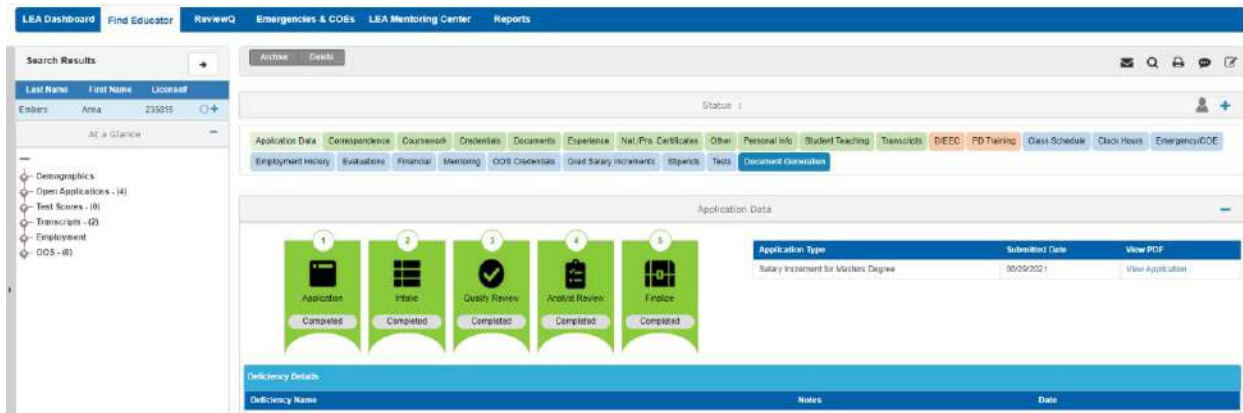 LEA Dashboard Find Educator ReviewQ Emergencies & COEs LEA Mentoring Center Reports
Search Results
Last Name First Name License#
Embers Anna 235015
At a Glance
Demographics
Open Applications - (4)
Test Scores - (0)
Transcripts - (2)
Employment
OOS - (0)
Archive Delete
Status :
Application Data Correspondence Coursework Credentials Documents Experience Nat./Pro. Certificates Other Personal Info Student Teaching Transcripts DIEEC PD Training Class Schedule Clock Hours Emergency/COE
Employment History Evaluations Financial Mentoring OOS Credentials Grad Salary Increments Stipends Tests Document Generation
Application Data
1 2 3 4 5
Application Intake Quality Review Analyst Review Finalize
Completed Completed Completed Completed Completed
Application Type Submitted Date View PDF
Salary Increment for Masters Degree View Application
Deficiency Details
Deficiency Name Notes Date